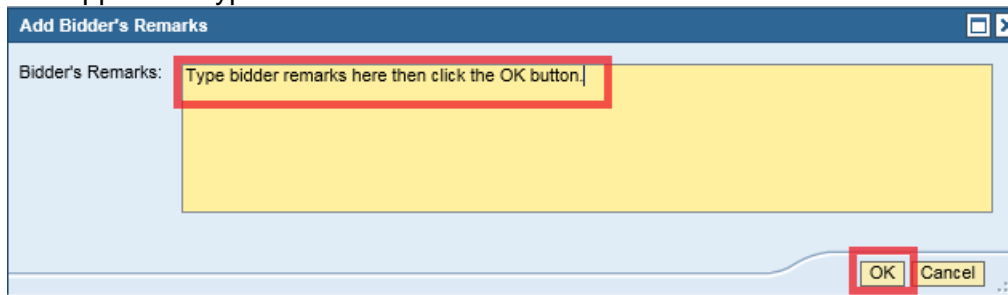 Add Bidder's Remarks
Bidder's Remarks:
Type bidder remarks here then click the OK button.
OK Cancel